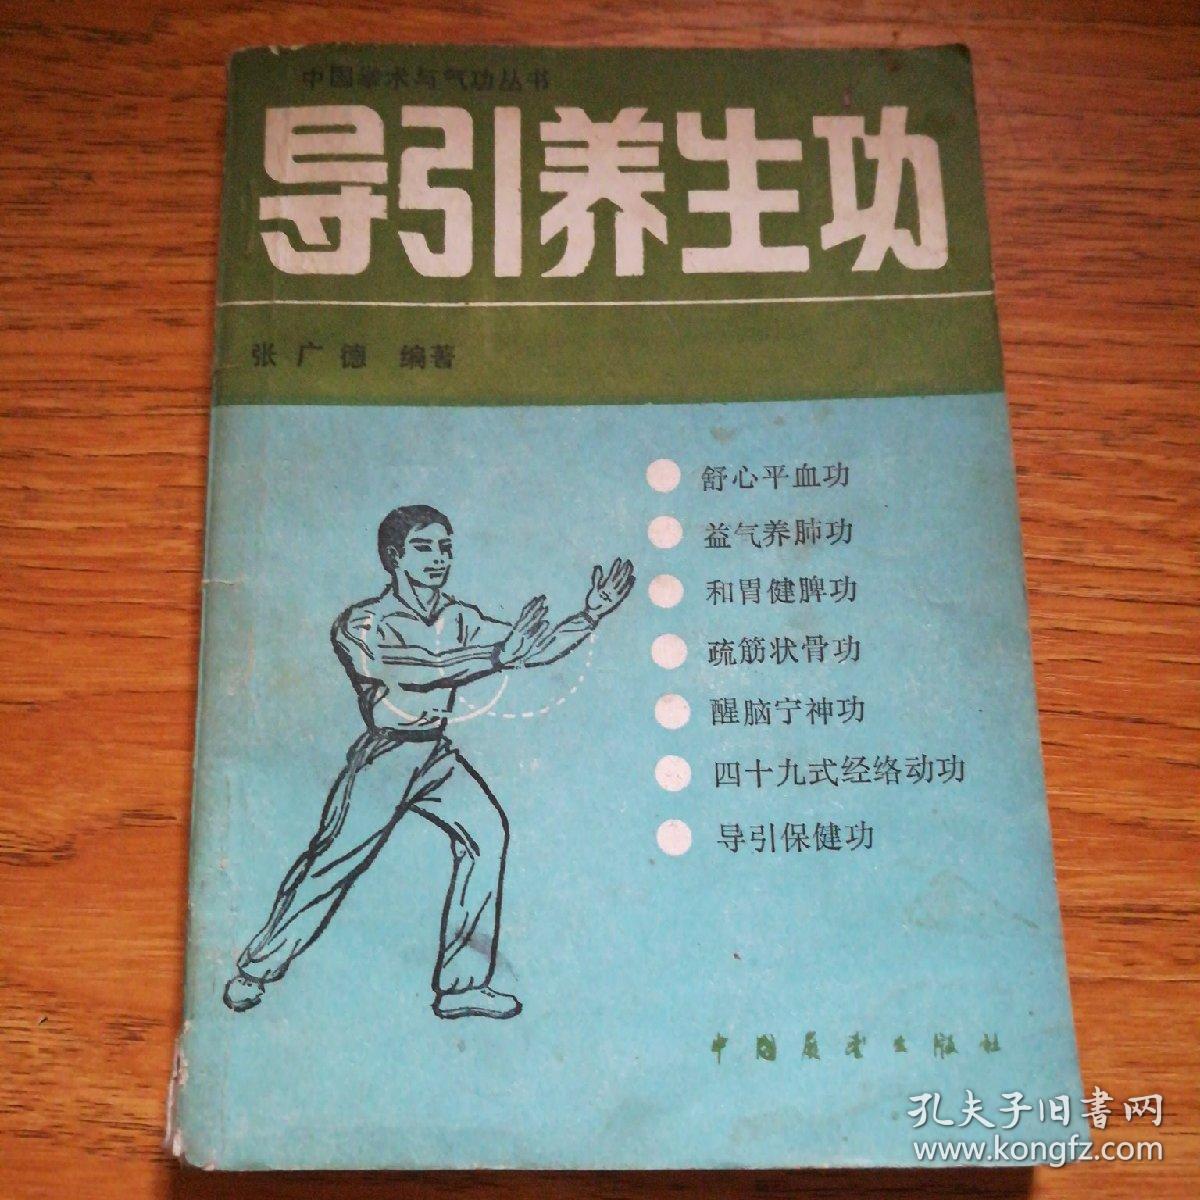 中国拳术与气功丛书
导引养生功
张广德 编著
舒心平血功
益气养肺功
和胃健脾功
疏筋状骨功
醒脑宁神功
四十九式经络动功
导引保健功
中国展望出版社
孔夫子旧書网
www.kongfz.com